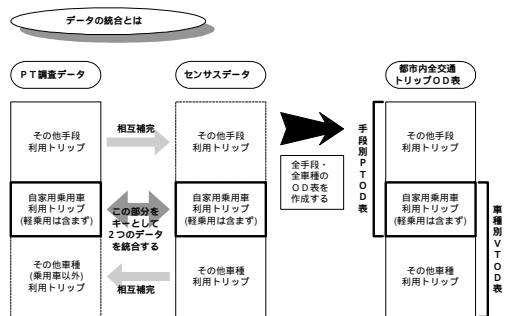 データの統合とは
ＰＴ調査データ
センサスデータ
都市内全交通
トリップＯＤ表
その他手段
利用トリップ
相互補完
その他手段
利用トリップ
全手段・
全車種の
ＯＤ表を
作成する
手段別ＰＴＯＤ表
その他手段
利用トリップ
自家用乗用車
利用トリップ
(軽乗用は含まず)
この部分を
キーとして
２つのデータ
を統合する
自家用乗用車
利用トリップ
(軽乗用は含まず)
自家用乗用車
利用トリップ
(軽乗用は含まず)
車種別ＶＴＯＤ表
その他車種
(乗用車以外)
利用トリップ
相互補完
その他車種
利用トリップ
その他車種
利用トリップ